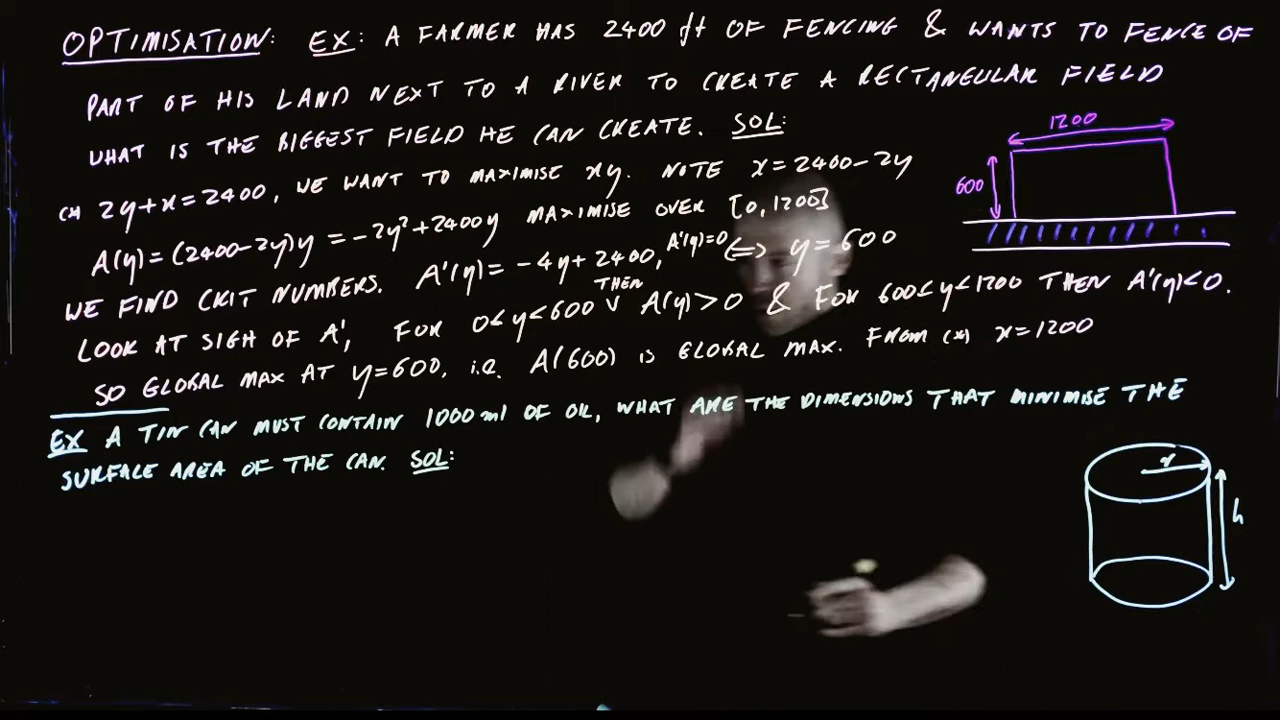 OPTIMISATION: EX: A FARMER HAS 2400 ft OF FENCING & WANTS TO FENCE OF
PART OF HIS LAND NEXT TO A RIVER TO CREATE A RECTANGULAR FIELD
WHAT IS THE BIGGEST FIELD HE CAN CREATE. SOL:
(*) 2y+x=2400, WE WANT TO MAXIMISE xy. NOTE x=2400-2y
A(y)=(2400-2y)y = -2y²+2400y MAXIMISE OVER [0,1200]
WE FIND CRIT NUMBERS. A'(y)= -4y+2400, A'(y)=0 <=> y=600
LOOK AT SIGN OF A', FOR 0<y<600 THEN A(y)>0 & FOR 600<y<1200 THEN A'(y)<0.
SO GLOBAL MAX AT y=600, i.e. A(600) IS GLOBAL MAX. FROM (*) x=1200
EX A TIN CAN MUST CONTAIN 1000ml OF OIL, WHAT ARE THE DIMENSIONS THAT MINIMISE THE
SURFACE AREA OF THE CAN. SOL:
1200
600
r
h